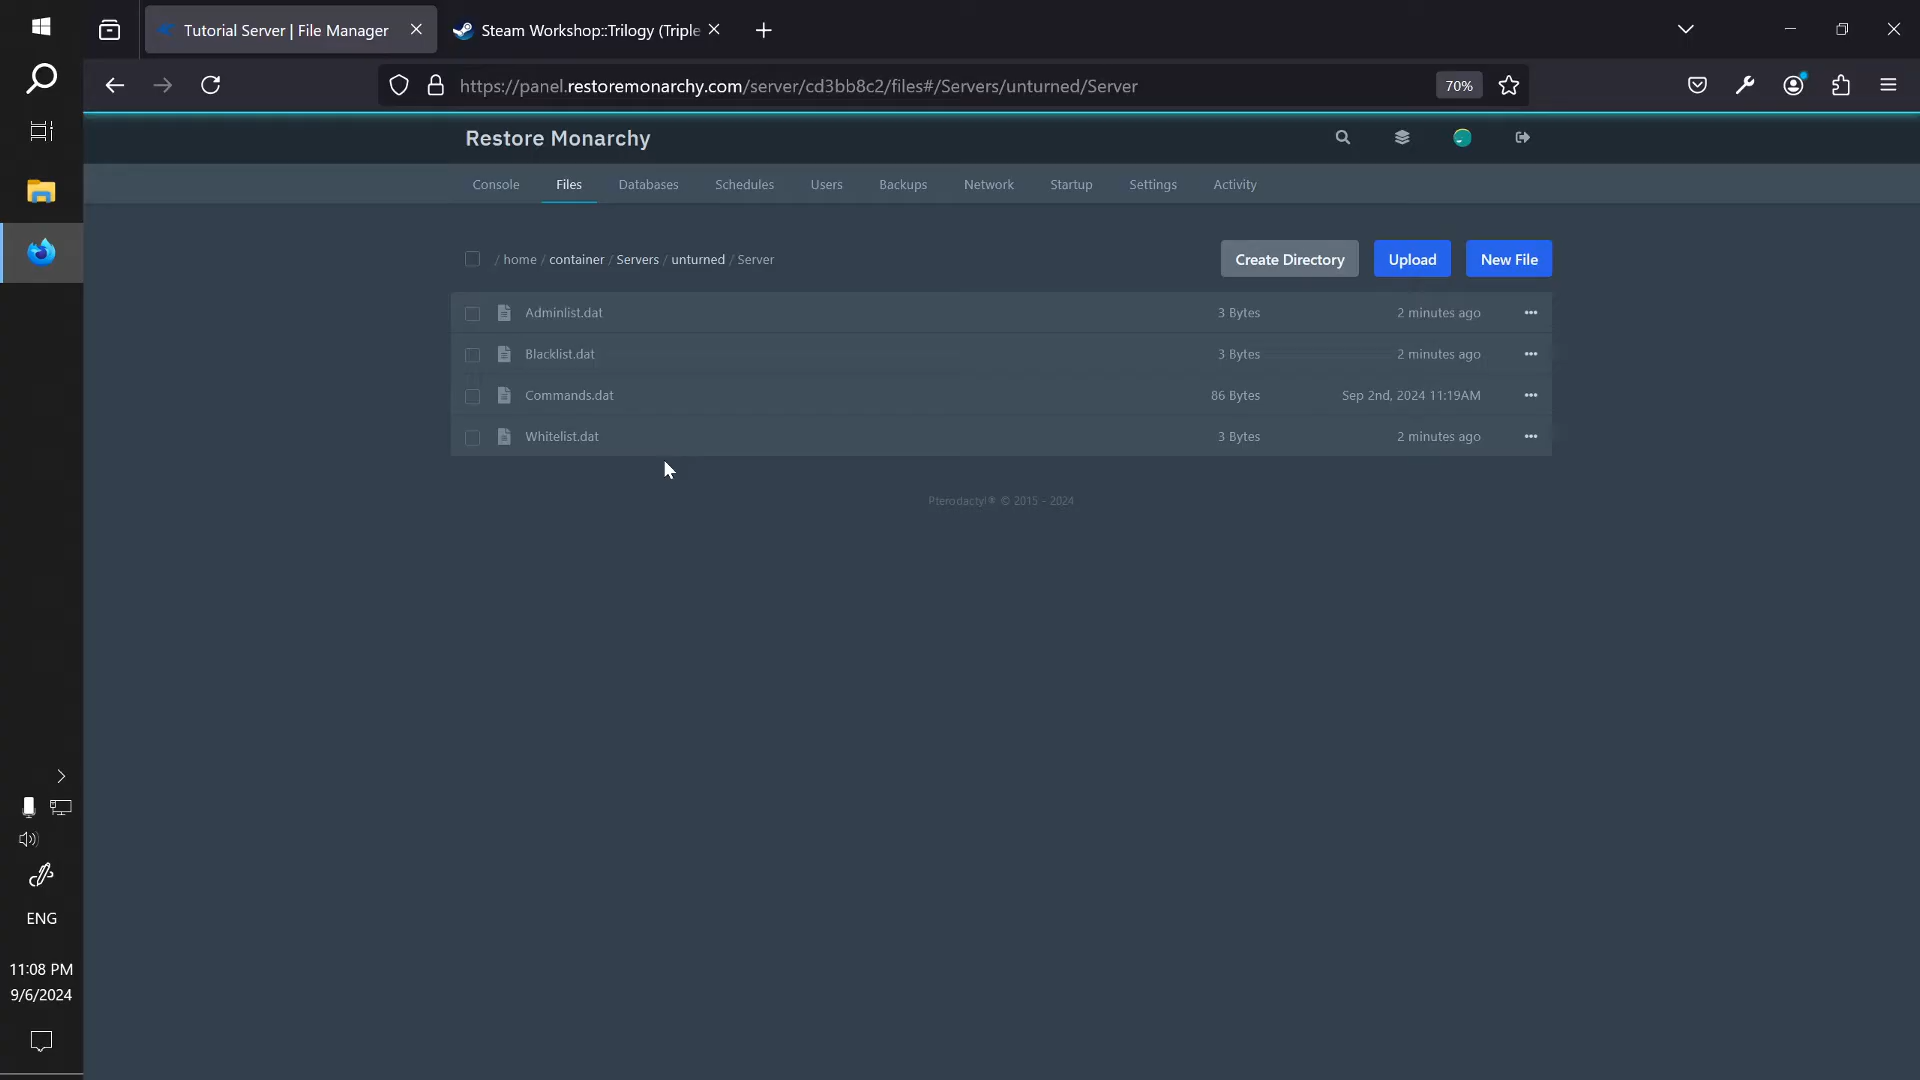 Tutorial Server | File Manager
Steam Workshop::Trilogy (Triple
https://panel.restoremonarchy.com/server/cd3bb8c2/files#/Servers/unturned/Server
70%
Restore Monarchy
Console Files Databases Schedules Users Backups Network Startup Settings Activity
/ home / container / Servers / unturned / Server
Create Directory Upload New File
Adminlist.dat 3 Bytes 2 minutes ago
Blacklist.dat 3 Bytes 2 minutes ago
Commands.dat 86 Bytes Sep 2nd, 2024 11:19AM
Whitelist.dat 3 Bytes 2 minutes ago
Pterodactyl® © 2015 - 2024
ENG
11:08 PM
9/6/2024